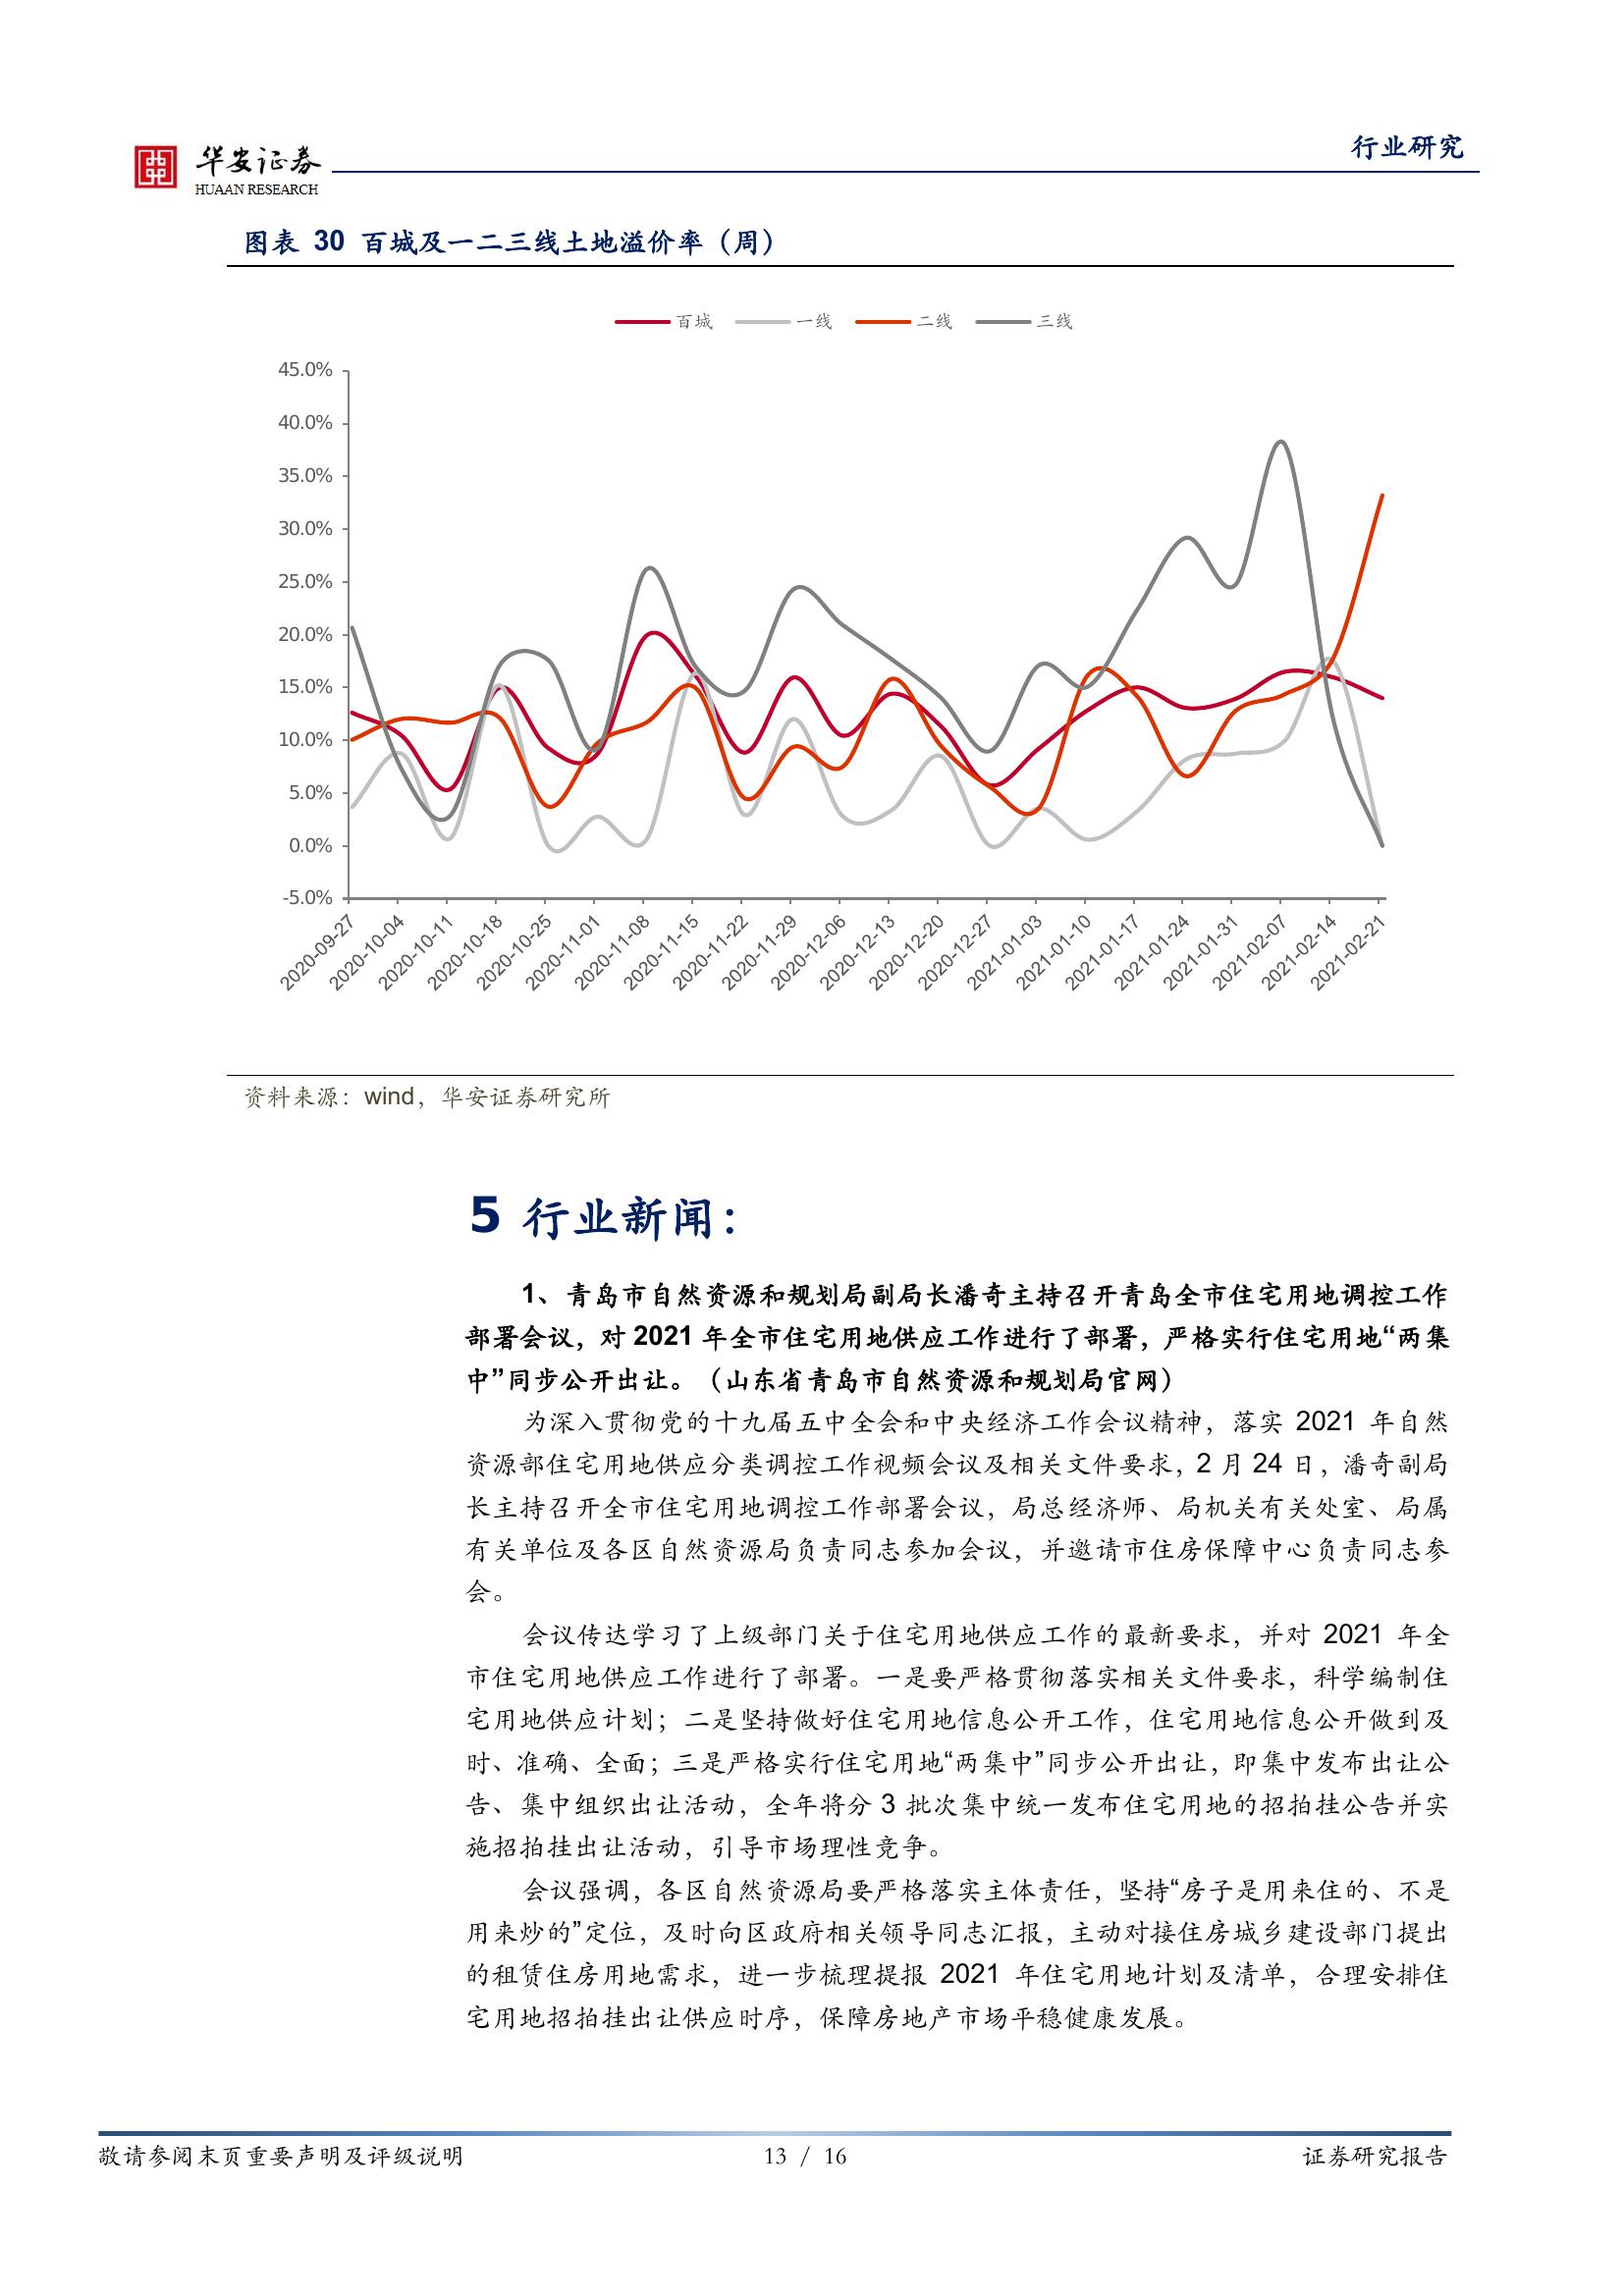 华安证券
HUAAN RESEARCH
行业研究
图表 30 百城及一二三线土地溢价率（周）
百城 一线 二线 三线
45.0%
40.0%
35.0%
30.0%
25.0%
20.0%
15.0%
10.0%
5.0%
0.0%
-5.0%
2020-09-27
2020-10-04
2020-10-11
2020-10-18
2020-10-25
2020-11-01
2020-11-08
2020-11-15
2020-11-22
2020-11-29
2020-12-06
2020-12-13
2020-12-20
2020-12-27
2021-01-03
2021-01-10
2021-01-17
2021-01-24
2021-01-31
2021-02-07
2021-02-14
2021-02-21
资料来源：wind，华安证券研究所
5 行业新闻：
1、青岛市自然资源和规划局副局长潘奇主持召开青岛全市住宅用地调控工作
部署会议，对 2021 年全市住宅用地供应工作进行了部署，严格实行住宅用地“两集
中”同步公开出让。（山东省青岛市自然资源和规划局官网）
为深入贯彻党的十九届五中全会和中央经济工作会议精神，落实 2021 年自然
资源部住宅用地供应分类调控工作视频会议及相关文件要求，2 月 24 日，潘奇副局
长主持召开全市住宅用地调控工作部署会议，局总经济师、局机关有关处室、局属
有关单位及各区自然资源局负责同志参加会议，并邀请市住房保障中心负责同志参
会。
会议传达学习了上级部门关于住宅用地供应工作的最新要求，并对 2021 年全
市住宅用地供应工作进行了部署。一是要严格贯彻落实相关文件要求，科学编制住
宅用地供应计划；二是坚持做好住宅用地信息公开工作，住宅用地信息公开做到及
时、准确、全面；三是严格实行住宅用地“两集中”同步公开出让，即集中发布出让公
告、集中组织出让活动，全年将分 3 批次集中统一发布住宅用地的招拍挂公告并实
施招拍挂出让活动，引导市场理性竞争。
会议强调，各区自然资源局要严格落实主体责任，坚持“房子是用来住的、不是
用来炒的”定位，及时向区政府相关领导同志汇报，主动对接住房城乡建设部门提出
的租赁住房用地需求，进一步梳理提报 2021 年住宅用地计划及清单，合理安排住
宅用地招拍挂出让供应时序，保障房地产市场平稳健康发展。
敬请参阅末页重要声明及评级说明 13 / 16 证券研究报告